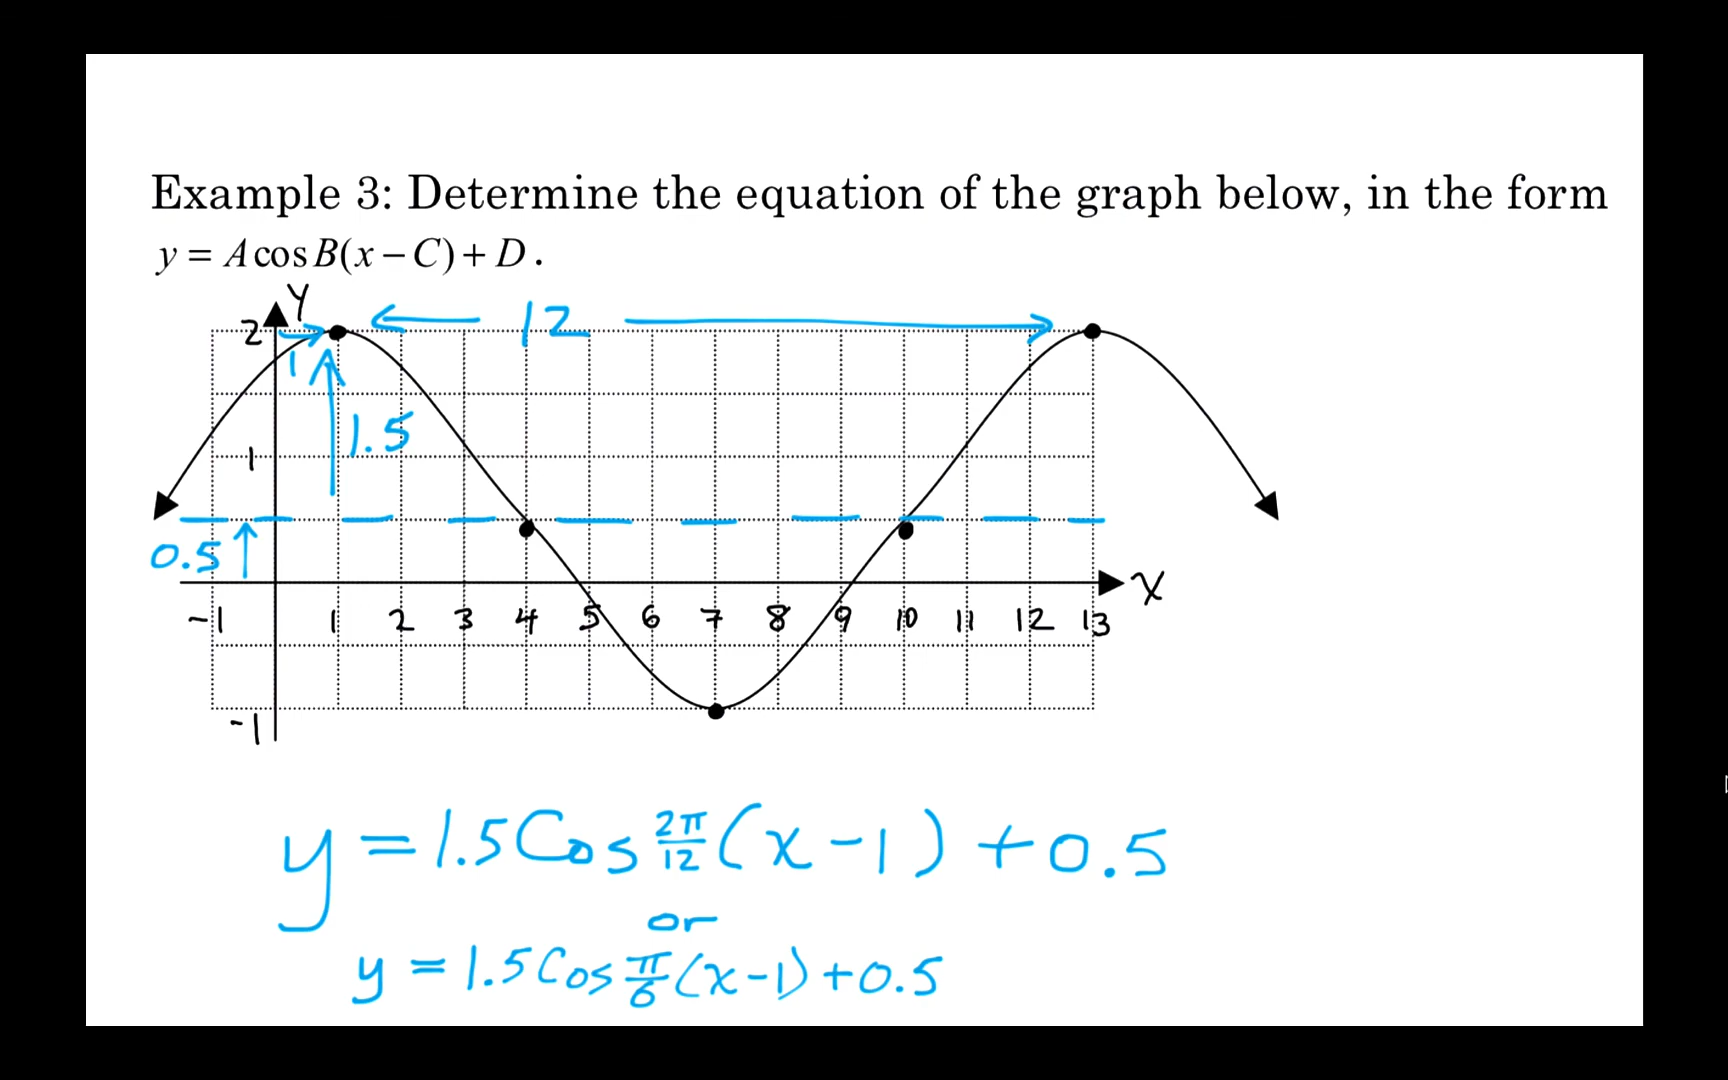 Example 3: Determine the equation of the graph below, in the form
y = A cos B(x − C) + D.
Y
2
1
12
1.5
1
0.5
X
-1 1 2 3 4 5 6 7 8 9 10 11 12 13
-1
y = 1.5 Cos 2π/12 (x - 1) + 0.5
or
y = 1.5 Cos π/6 (x - 1) + 0.5